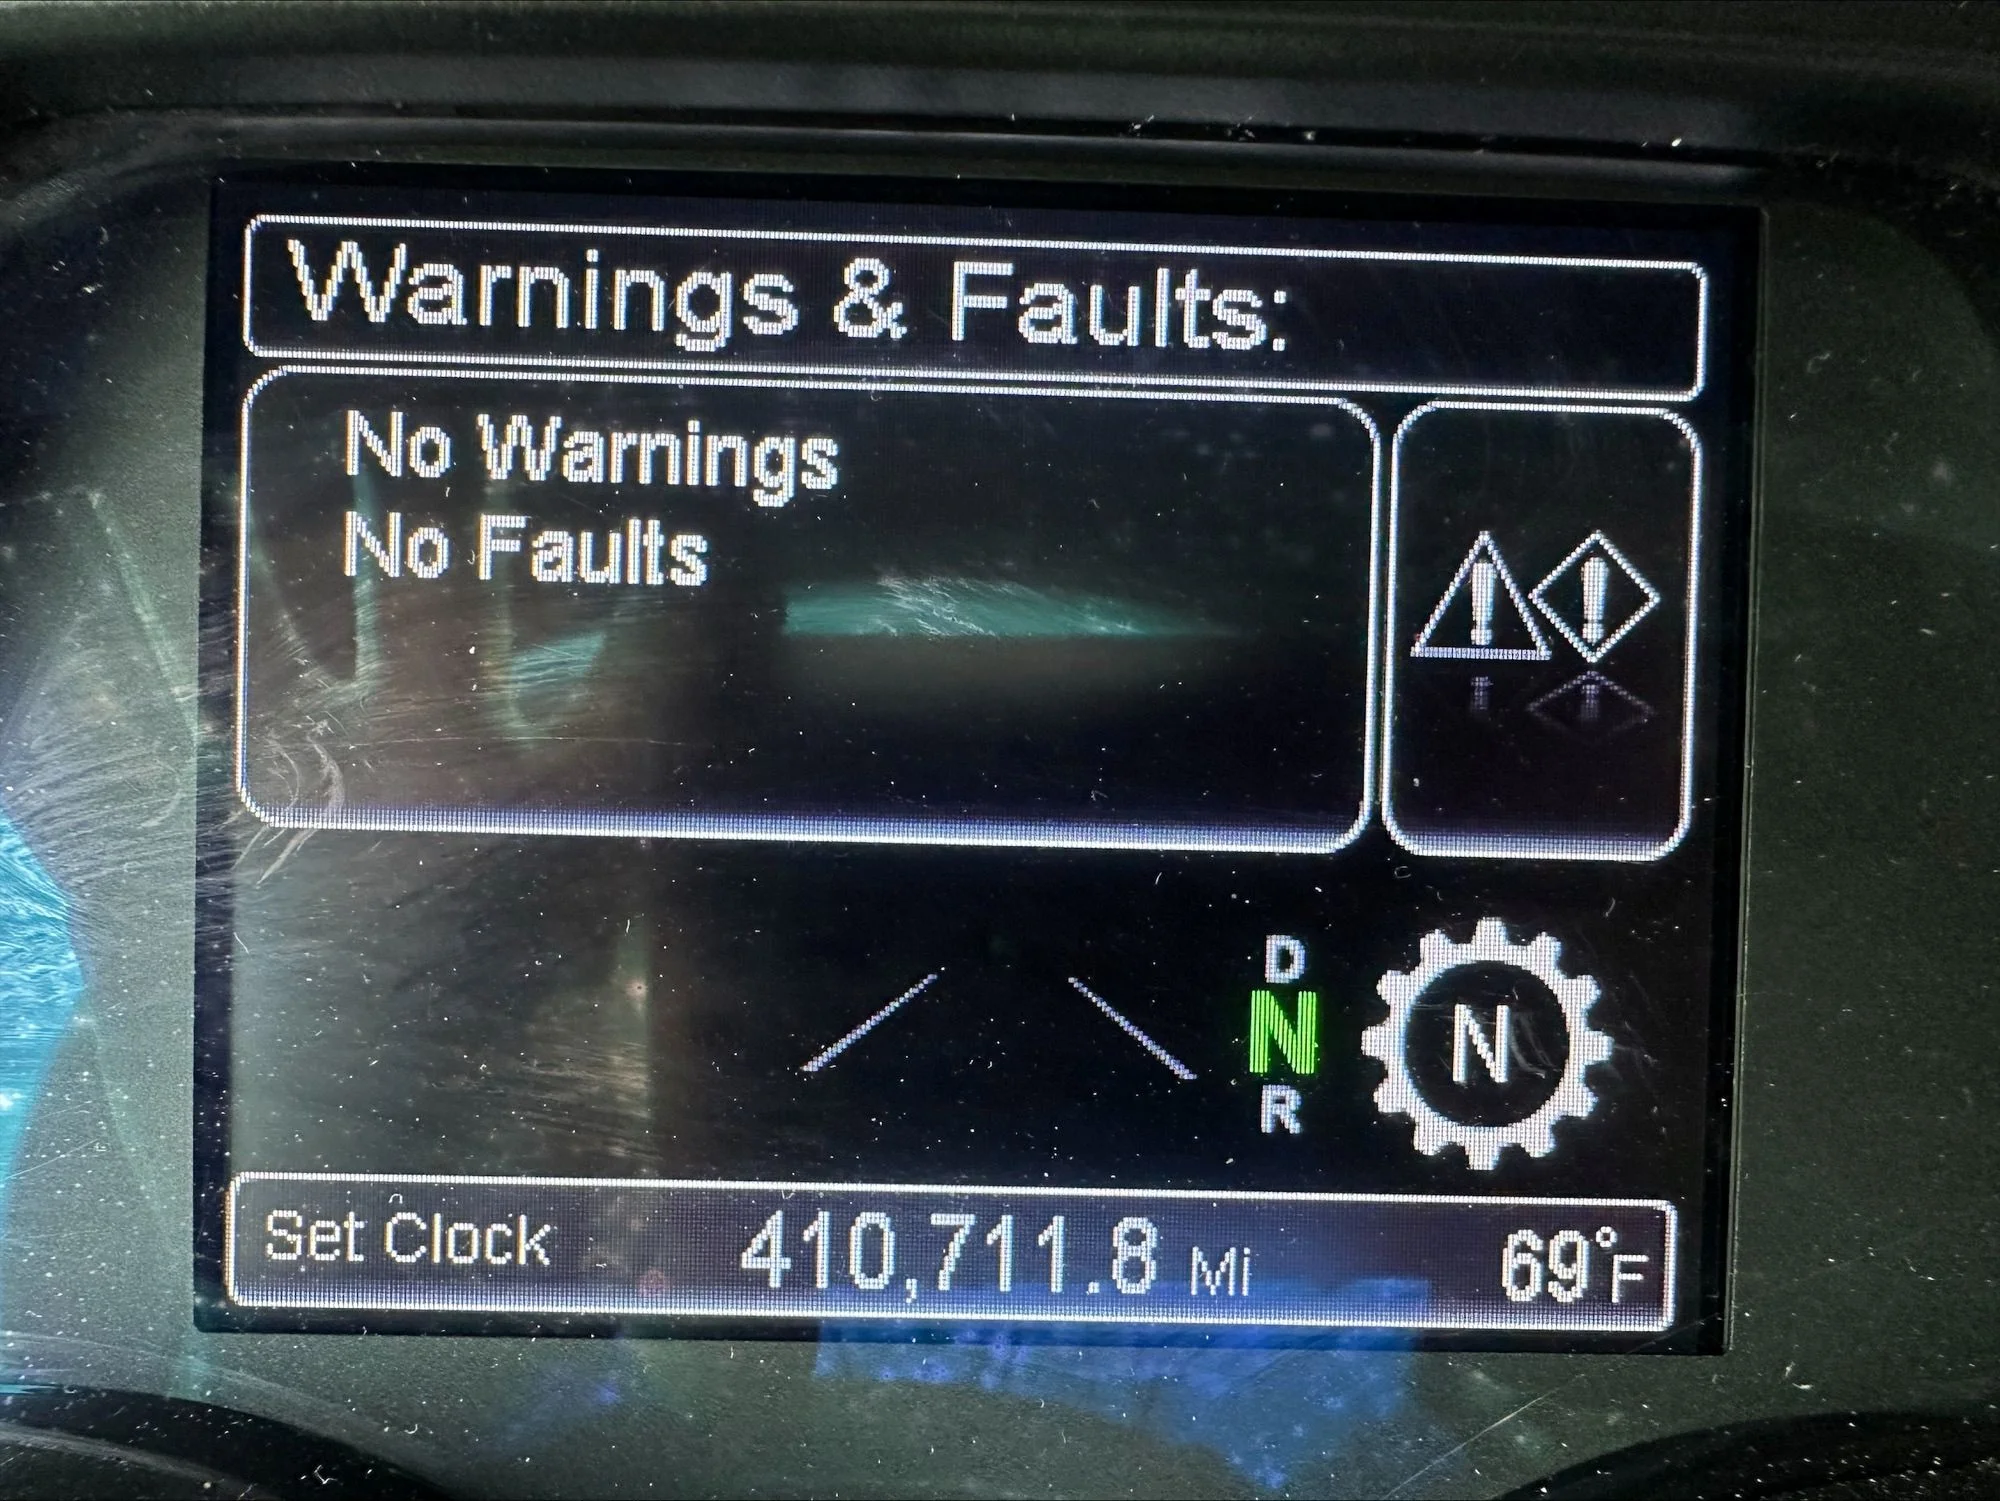 Warnings & Faults:
No Warnings
No Faults
D
N
R
N
Set Clock 410,711.8 Mi 69°F